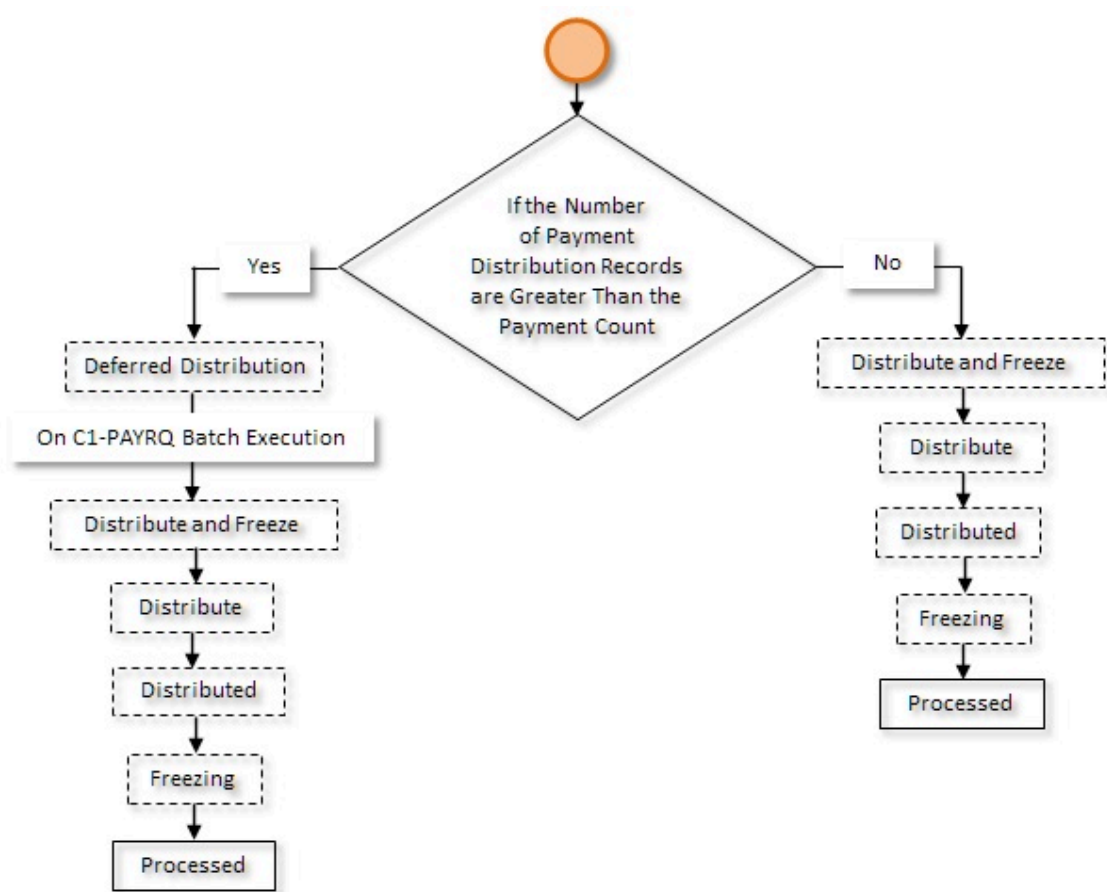 If the Number
of Payment
Distribution Records
are Greater Than the
Payment Count
Yes
Deferred Distribution
On C1-PAYRQ Batch Execution
Distribute and Freeze
Distribute
Distributed
Freezing
Processed
No
Distribute and Freeze
Distribute
Distributed
Freezing
Processed